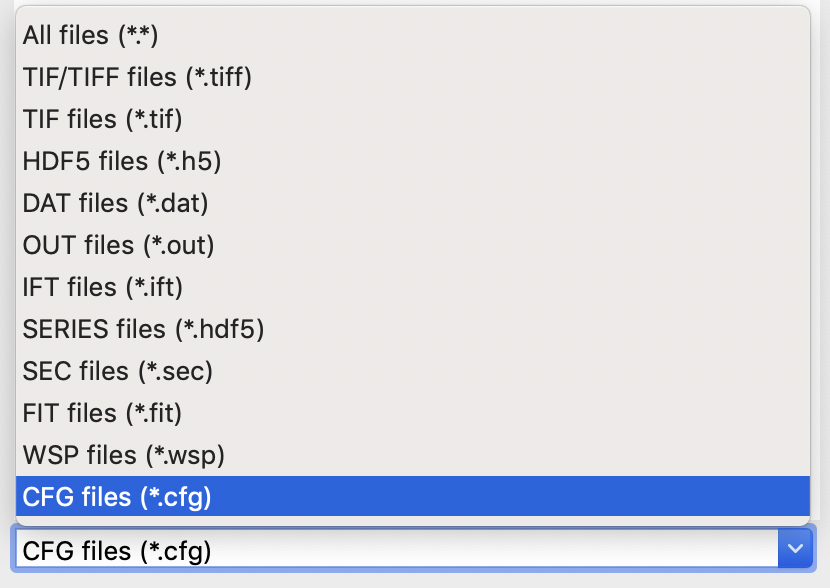 All files (*.*)
TIF/TIFF files (*.tiff)
TIF files (*.tif)
HDF5 files (*.h5)
DAT files (*.dat)
OUT files (*.out)
IFT files (*.ift)
SERIES files (*.hdf5)
SEC files (*.sec)
FIT files (*.fit)
WSP files (*.wsp)
CFG files (*.cfg)
CFG files (*.cfg)